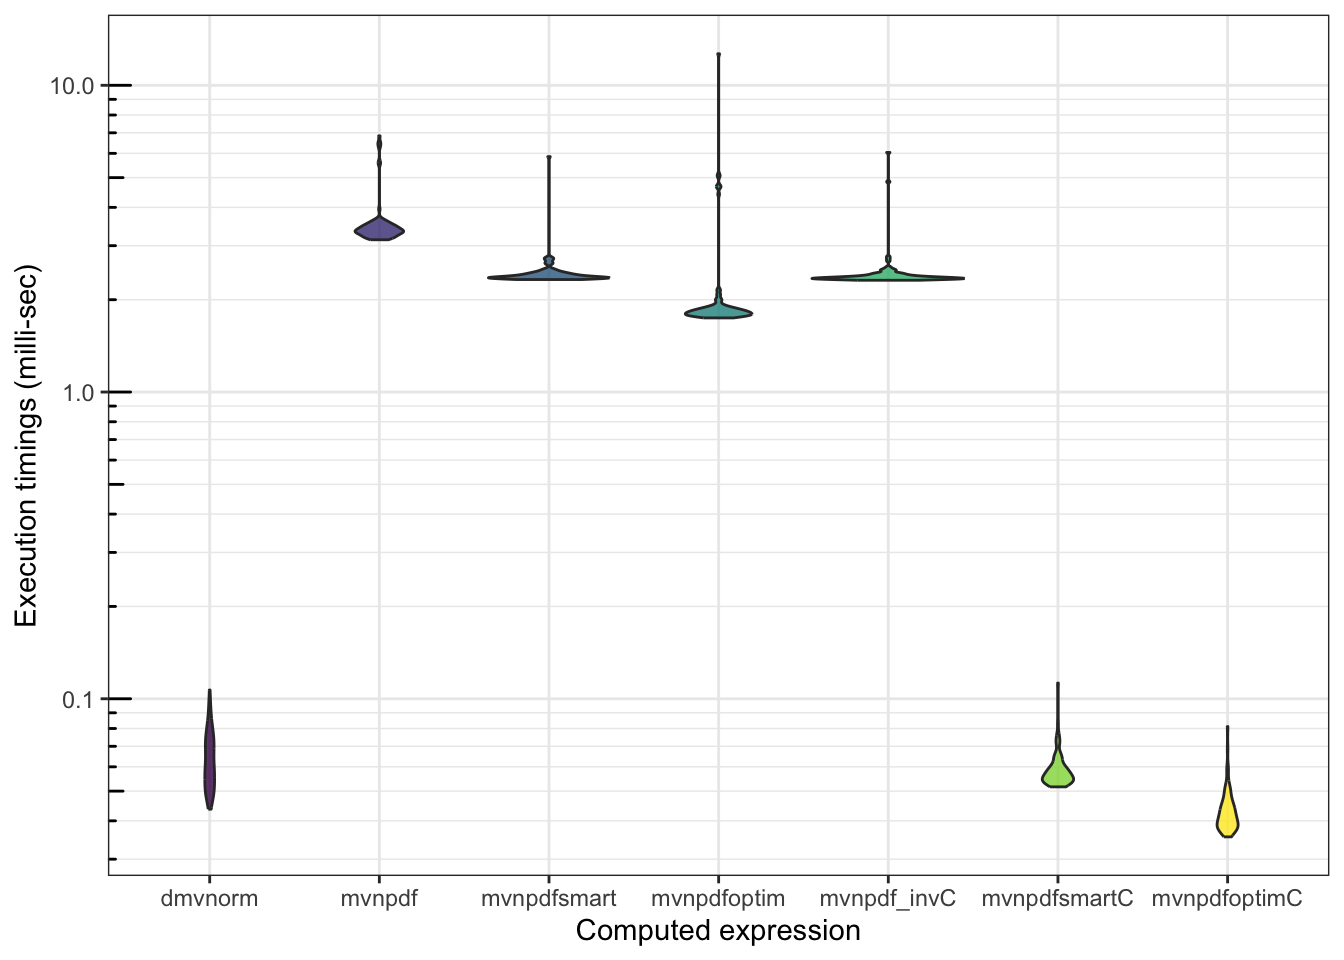 Execution timings (milli-sec)
10.0
1.0
0.1
dmvnorm mvnpdf mvnpdfsmart mvnpdfoptim mvnpdf_invC mvnpdfsmartC mvnpdfoptimC
Computed expression